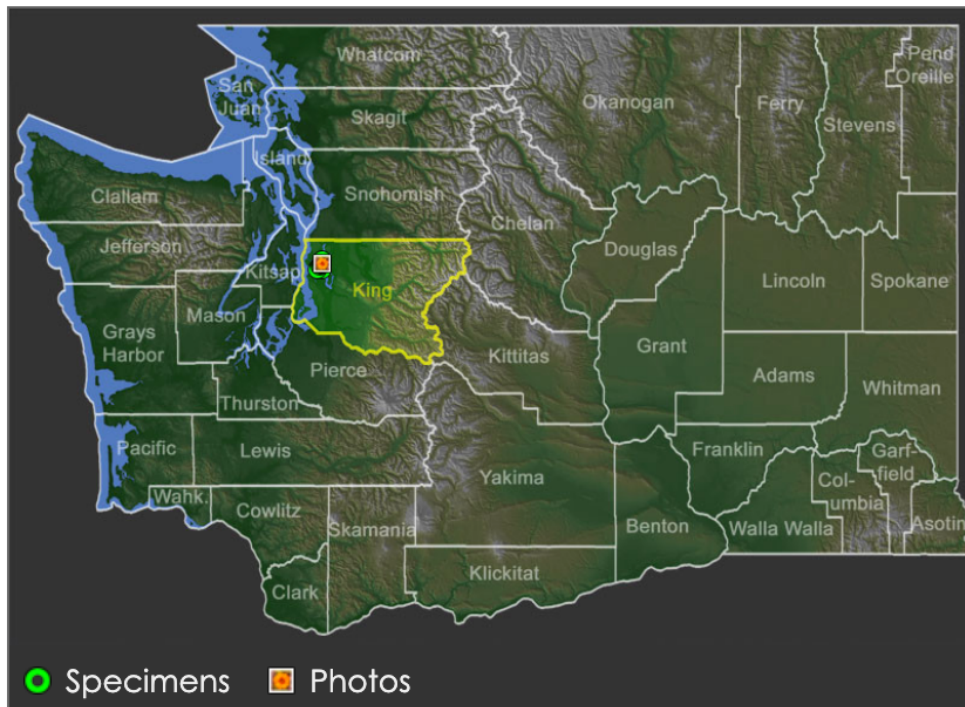 Whatcom
Pend
Oreille
San
Juan
Okanogan
Ferry
Stevens
Skagit
Island
Clallam
Snohomish
Chelan
Jefferson
Douglas
Kitsap
King
Lincoln
Spokane
Mason
Grays
Harbor
Kittitas
Grant
Pierce
Adams
Whitman
Thurston
Pacific
Lewis
Yakima
Franklin
Garf-
field
Wahk.
Col-
umbia
Cowlitz
Skamania
Benton
Walla Walla
Asotin
Klickitat
Clark
Specimens
Photos